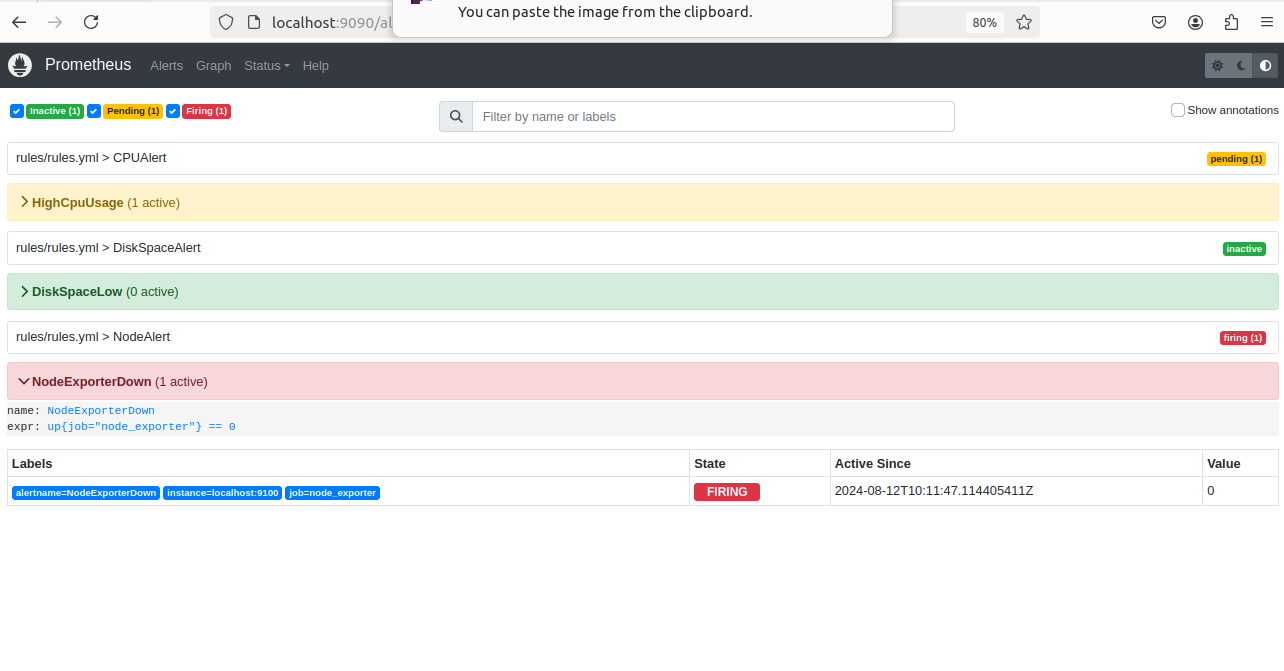 You can paste the image from the clipboard.
localhost:9090/al
80%
Prometheus Alerts Graph Status Help
Inactive (1) Pending (1) Firing (1)
Filter by name or labels
Show annotations
rules/rules.yml > CPUAlert pending (1)
HighCpuUsage (1 active)
rules/rules.yml > DiskSpaceAlert inactive
DiskSpaceLow (0 active)
rules/rules.yml > NodeAlert firing (1)
NodeExporterDown (1 active)
name: NodeExporterDown
expr: up{job="node_exporter"} == 0
Labels State Active Since Value
alertname=NodeExporterDown instance=localhost:9100 job=node_exporter FIRING 2024-08-12T10:11:47.114405411Z 0